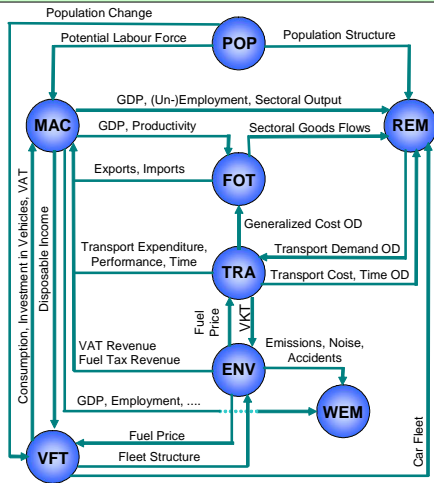 Population Change
Potential Labour Force
POP
Population Structure
MAC
GDP, (Un-)Employment, Sectoral Output
REM
GDP, Productivity
Sectoral Goods Flows
FOT
Exports, Imports
Generalized Cost OD
Consumption, Investment in Vehicles, VAT
Disposable Income
Transport Expenditure,
Performance, Time
TRA
Transport Demand OD
Transport Cost, Time OD
Fuel
Price
VKT
VAT Revenue
Fuel Tax Revenue
ENV
Emissions, Noise,
Accidents
GDP, Employment, ....
WEM
Fuel Price
VFT
Fleet Structure
Car Fleet